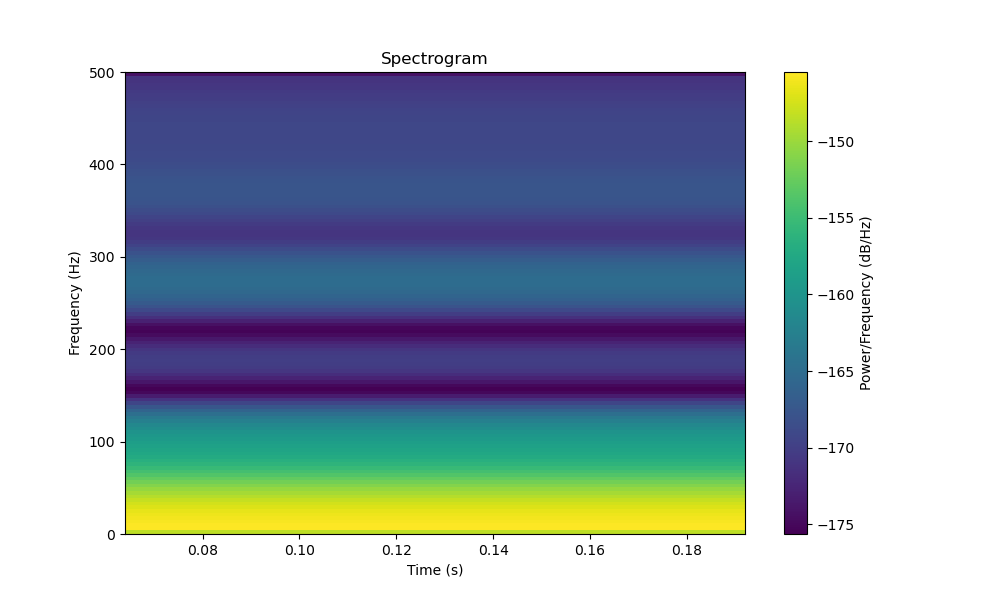 Spectrogram
500
400
300
200
100
0
Frequency (Hz)
0.08 0.10 0.12 0.14 0.16 0.18
Time (s)
−150
−155
−160
−165
−170
−175
Power/Frequency (dB/Hz)